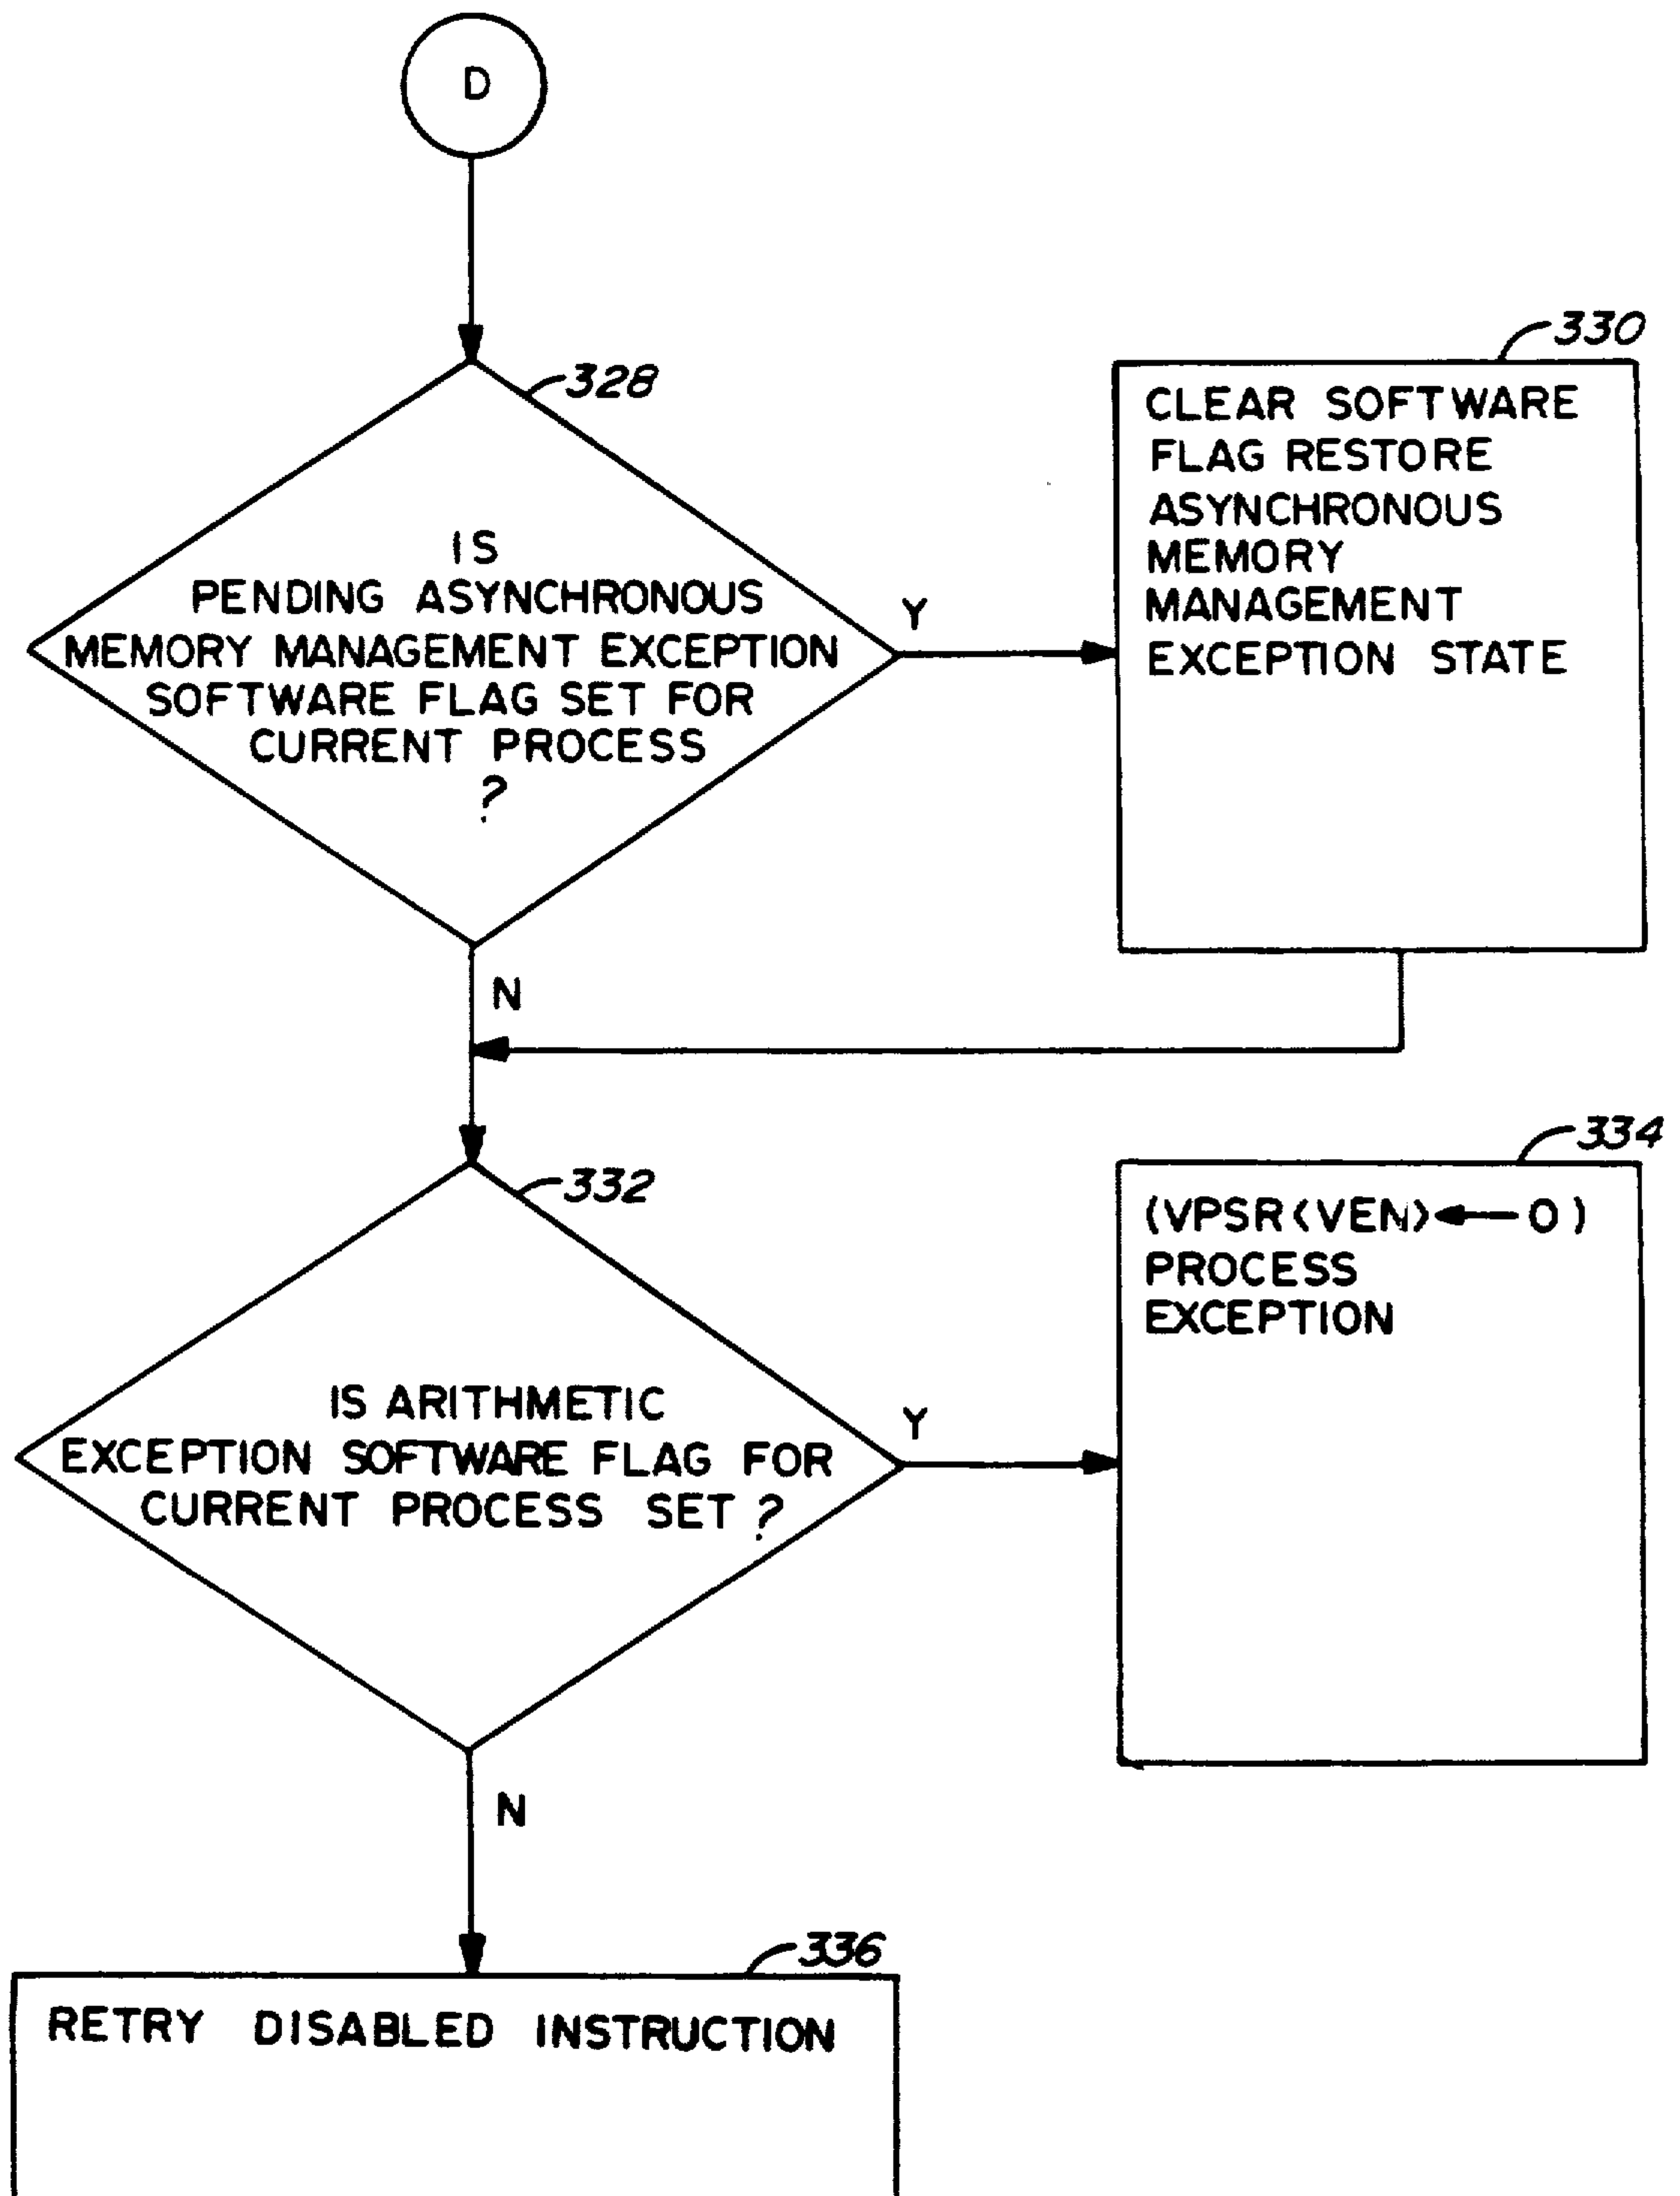 D
328
IS
PENDING ASYNCHRONOUS
MEMORY MANAGEMENT EXCEPTION
SOFTWARE FLAG SET FOR
CURRENT PROCESS
?
Y
330
CLEAR SOFTWARE
FLAG RESTORE
ASYNCHRONOUS
MEMORY
MANAGEMENT
EXCEPTION STATE
N
332
IS ARITHMETIC
EXCEPTION SOFTWARE FLAG FOR
CURRENT PROCESS SET ?
Y
334
(VPSR<VEN>←0)
PROCESS
EXCEPTION
N
336
RETRY DISABLED INSTRUCTION